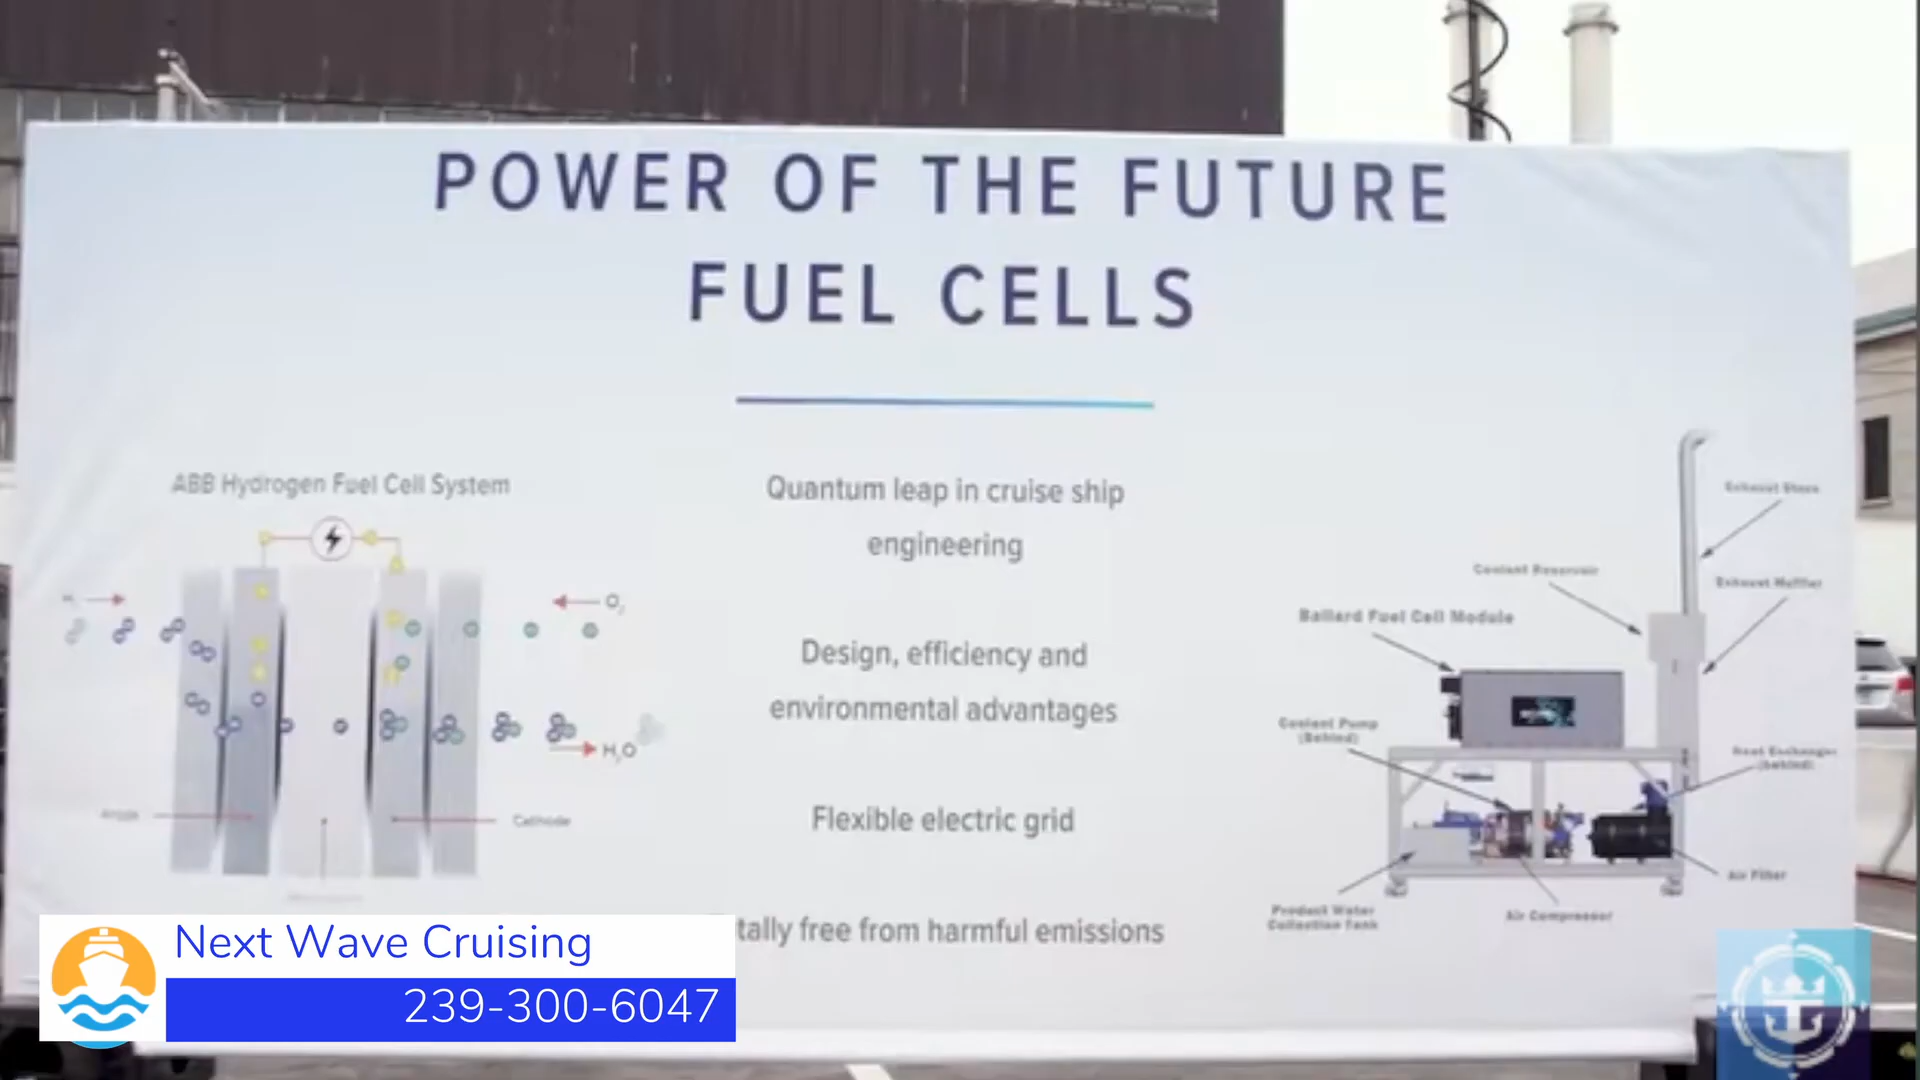 POWER OF THE FUTURE
FUEL CELLS
ABB Hydrogen Fuel Cell System
O2
H2O
Cathode
Quantum leap in cruise ship
engineering
Design, efficiency and
environmental advantages
Flexible electric grid
tally free from harmful emissions
Exhaust Stack
Coolant Reservoir
Exhaust Muffler
Ballard Fuel Cell Module
Coolant Pump
(Behind)
Heat Exchanger
(behind)
Air Filter
Product Water
Collection Tank
Air Compressor
Next Wave Cruising
239-300-6047